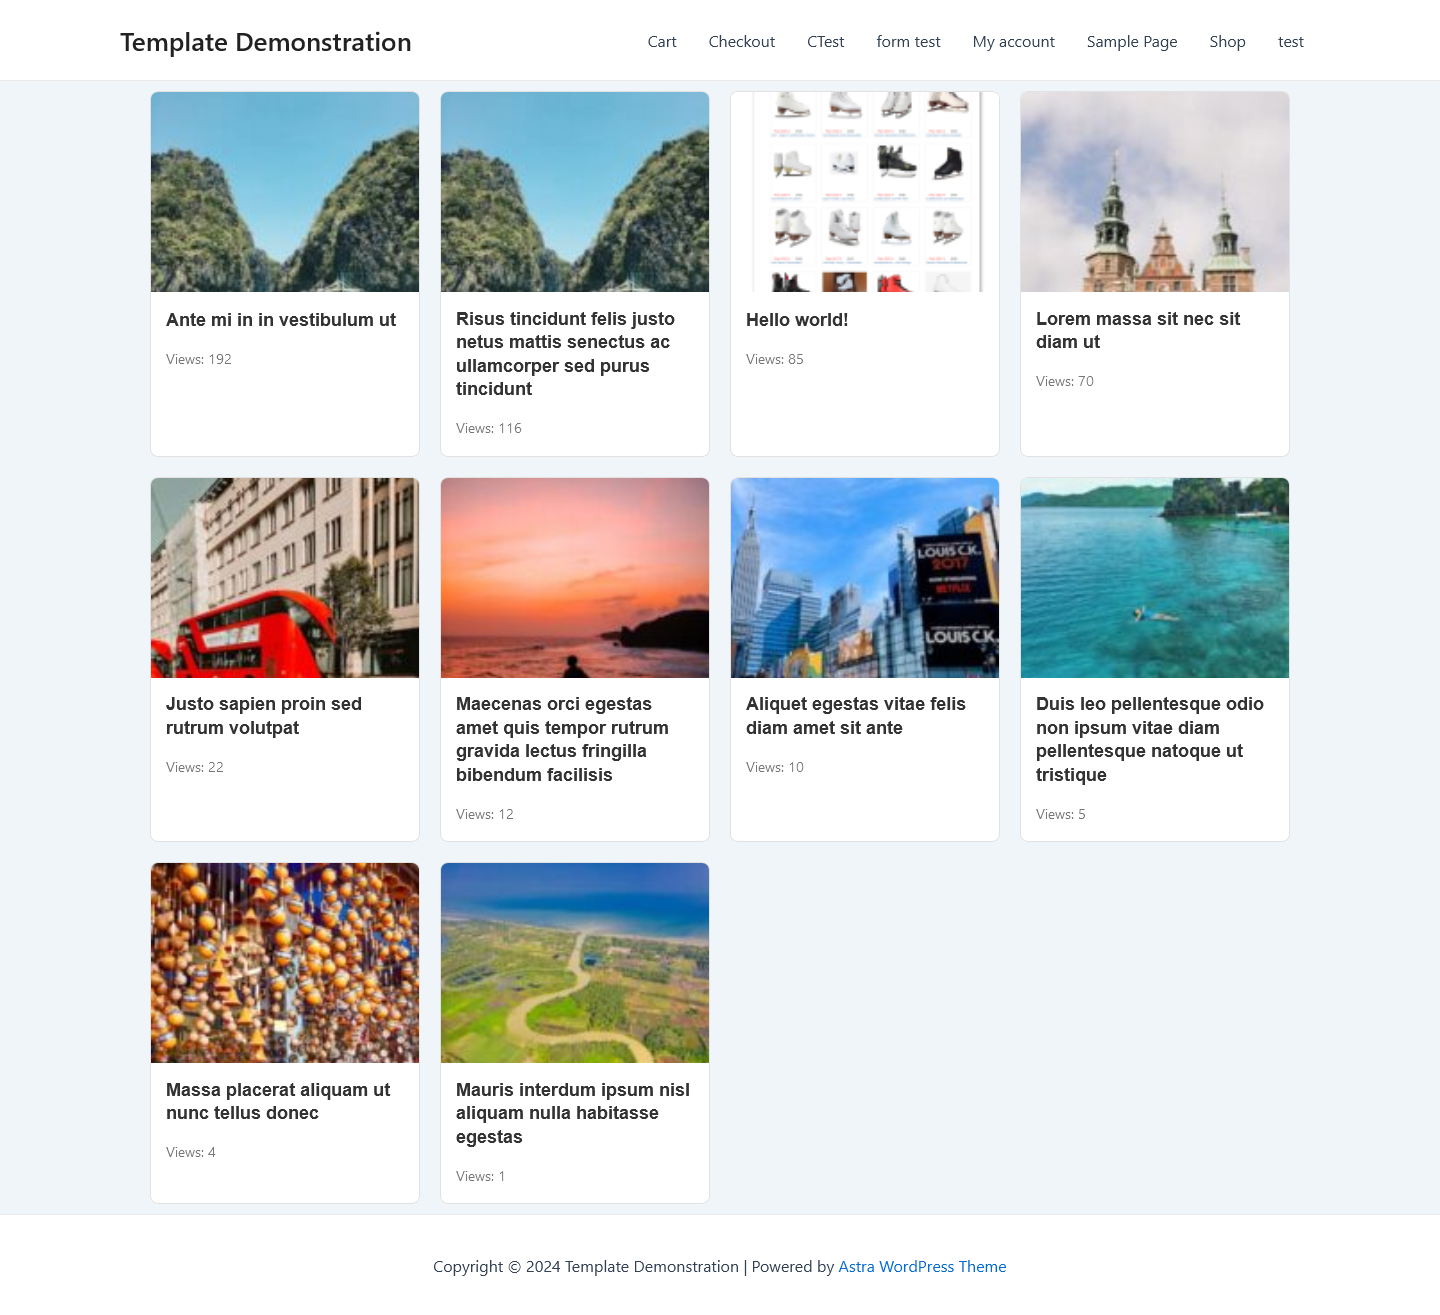 Template Demonstration
Cart Checkout CTest form test My account Sample Page Shop test
Ante mi in in vestibulum ut
Views: 192
Risus tincidunt felis justo
netus mattis senectus ac
ullamcorper sed purus
tincidunt
Views: 116
Hello world!
Views: 85
Lorem massa sit nec sit
diam ut
Views: 70
LOUIS C.K.
2017
NETFLIX
LOUIS C.K.
Justo sapien proin sed
rutrum volutpat
Views: 22
Maecenas orci egestas
amet quis tempor rutrum
gravida lectus fringilla
bibendum facilisis
Views: 12
Aliquet egestas vitae felis
diam amet sit ante
Views: 10
Duis leo pellentesque odio
non ipsum vitae diam
pellentesque natoque ut
tristique
Views: 5
Massa placerat aliquam ut
nunc tellus donec
Views: 4
Mauris interdum ipsum nisl
aliquam nulla habitasse
egestas
Views: 1
Copyright © 2024 Template Demonstration | Powered by Astra WordPress Theme